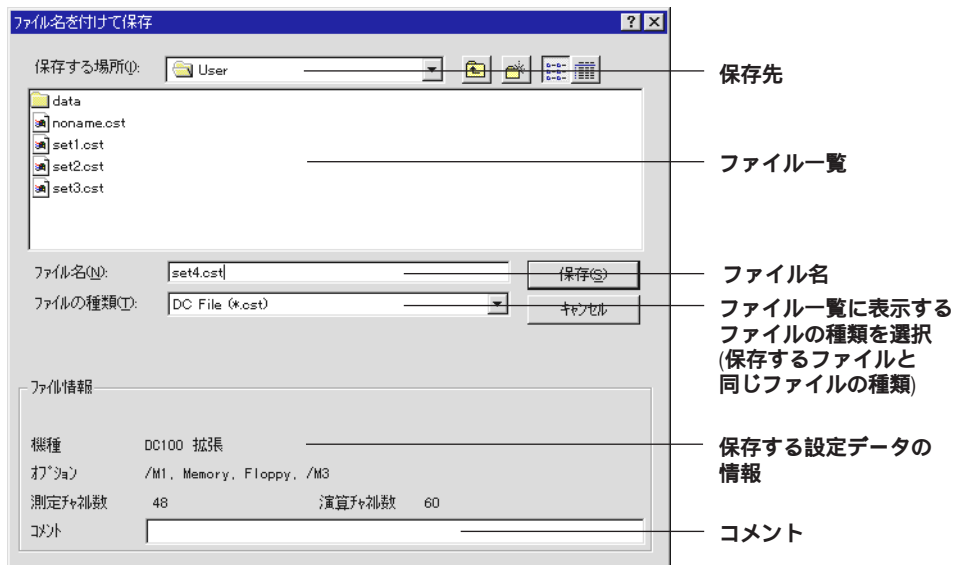 ファイル名を付けて保存
保存する場所(I):
User
保存先
data
noname.cst
set1.cst
set2.cst
set3.cst
ファイル一覧
ファイル名(N):
set4.cst
保存(S)
ファイル名
ファイルの種類(T):
DC File (*.cst)
キャンセル
ファイル一覧に表示する
ファイルの種類を選択
(保存するファイルと
同じファイルの種類)
ファイル情報
機種 DC100 拡張
保存する設定データの
情報
オプション /M1, Memory, Floppy, /M3
測定チャネル数 48 演算チャネル数 60
コメント
コメント